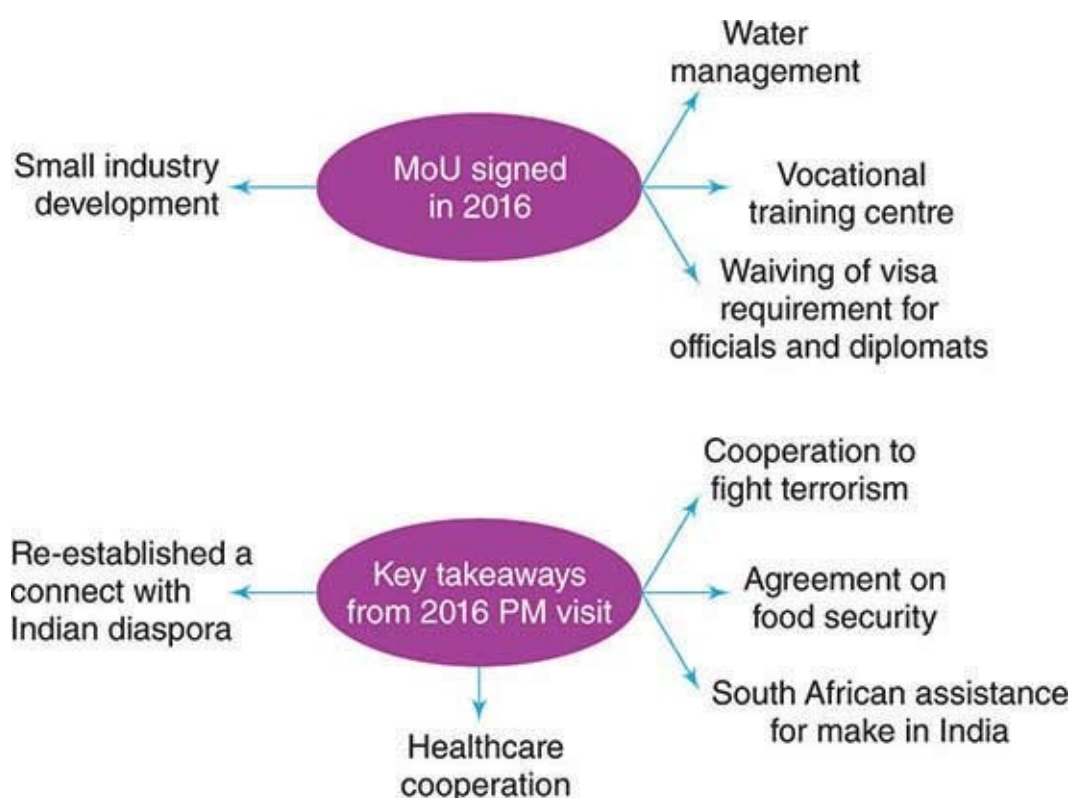 Water
management
Small industry
development
MoU signed
in 2016
Vocational
training centre
Waiving of visa
requirement for
officials and diplomats
Cooperation to
fight terrorism
Re-established a
connect with
Indian diaspora
Key takeaways
from 2016 PM visit
Agreement on
food security
South African assistance
for make in India
Healthcare
cooperation